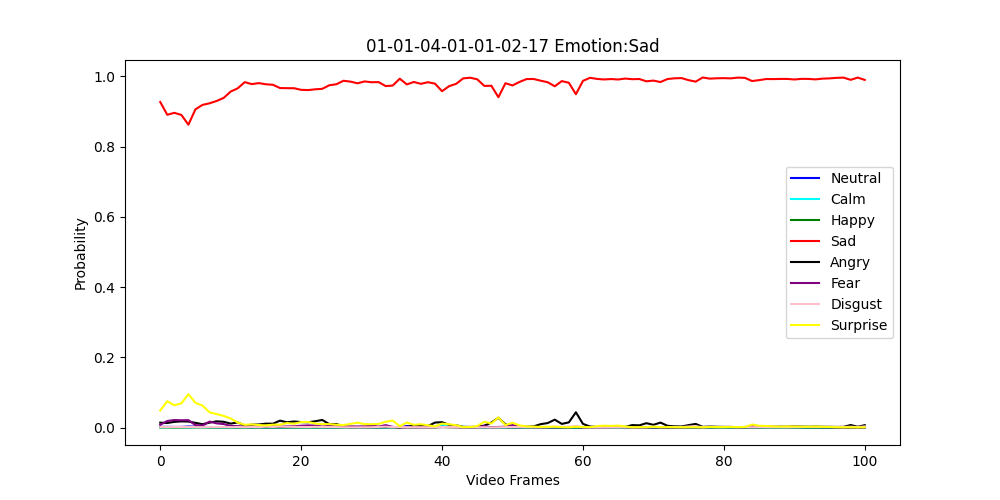 01-01-04-01-01-02-17 Emotion:Sad
1.0
0.8
0.6
0.4
0.2
0.0
Probability
Neutral
Calm
Happy
Sad
Angry
Fear
Disgust
Surprise
0 20 40 60 80 100
Video Frames